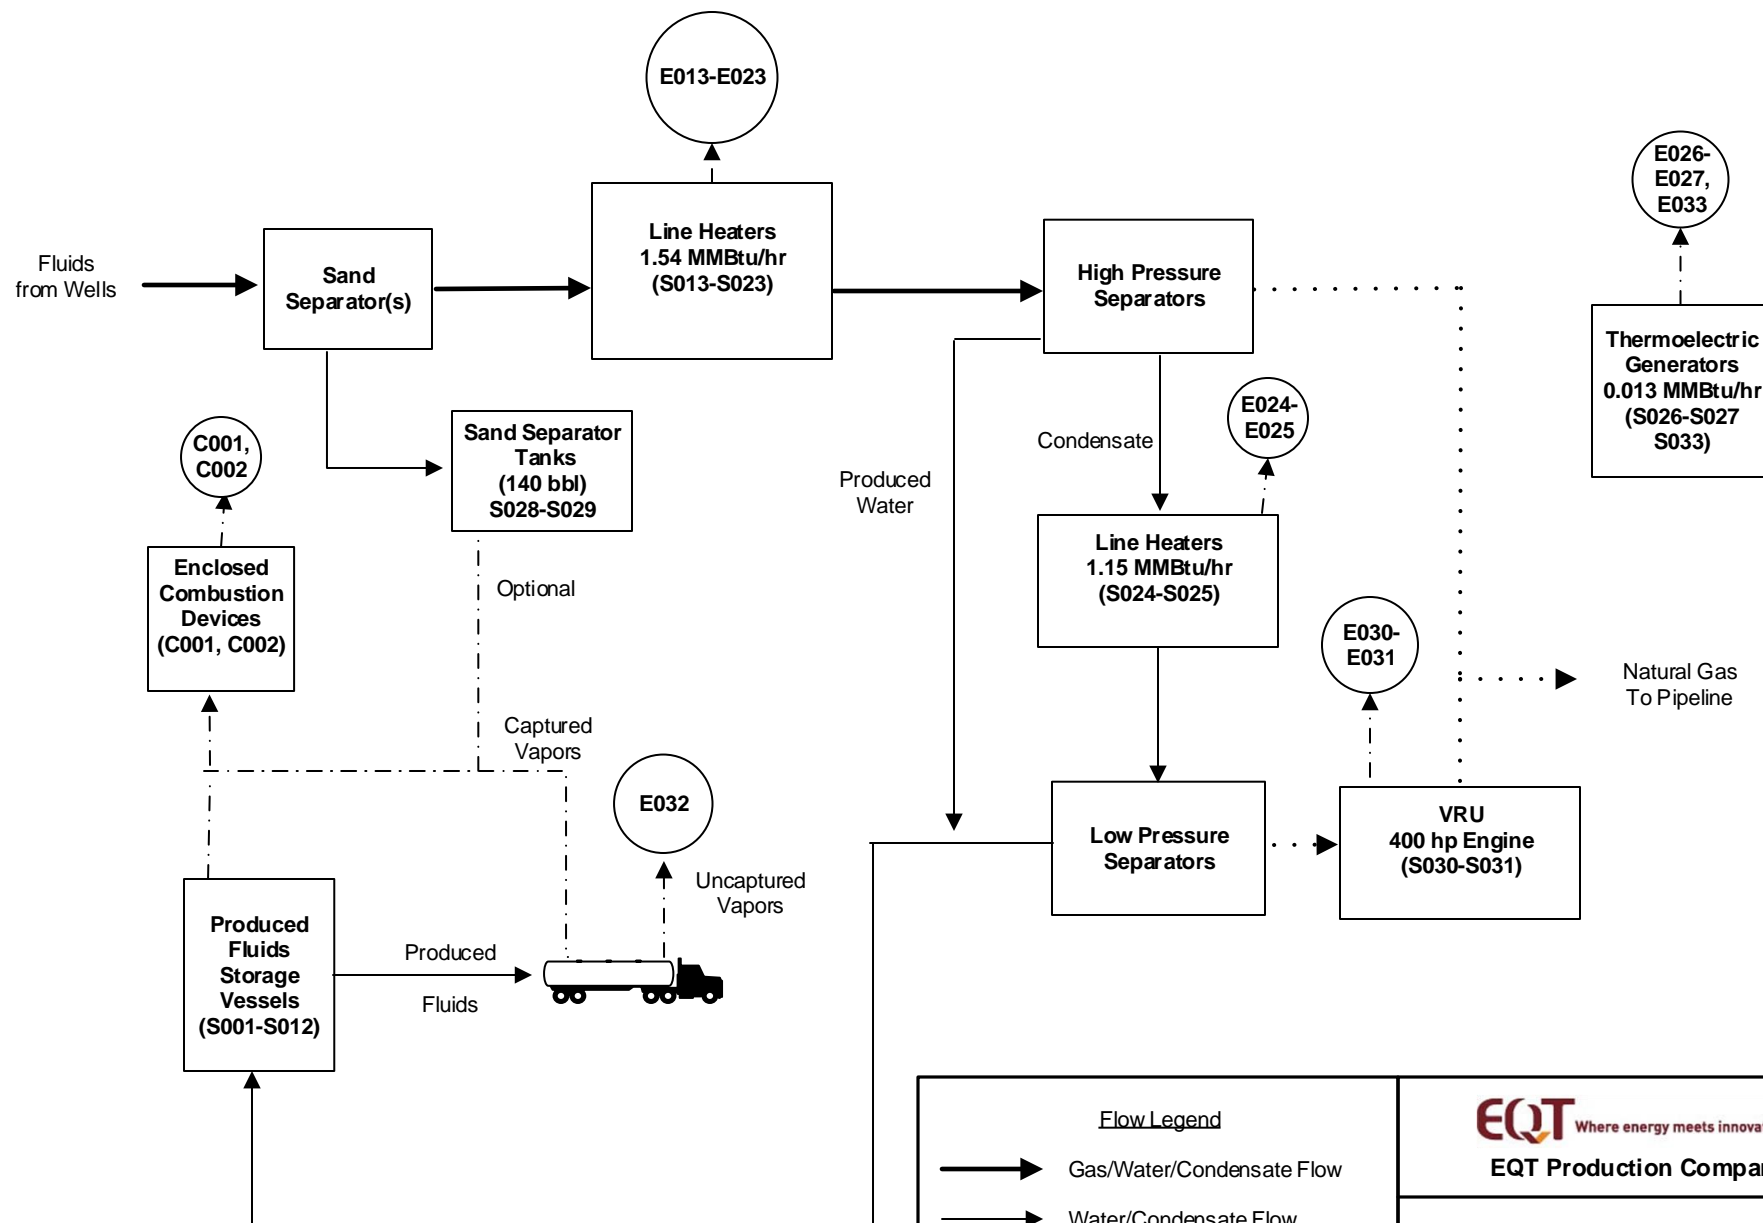 E013-E023
E026-
E027,
E033
Fluids
from Wells
Sand
Separator(s)
Line Heaters
1.54 MMBtu/hr
(S013-S023)
High Pressure
Separators
Thermoelectric
Generators
0.013 MMBtu/hr
(S026-S027
S033)
C001,
C002
Sand Separator
Tanks
(140 bbl)
S028-S029
Produced
Water
Condensate
E024-
E025
Enclosed
Combustion
Devices
(C001, C002)
Optional
Line Heaters
1.15 MMBtu/hr
(S024-S025)
E030-
E031
Natural Gas
To Pipeline
Captured
Vapors
E032
Uncaptured
Vapors
Low Pressure
Separators
VRU
400 hp Engine
(S030-S031)
Produced
Fluids
Storage
Vessels
(S001-S012)
Produced
Fluids
Flow Legend
Gas/Water/Condensate Flow
Water/Condensate Flow
EQT Where energy meets innovat
EQT Production Compa